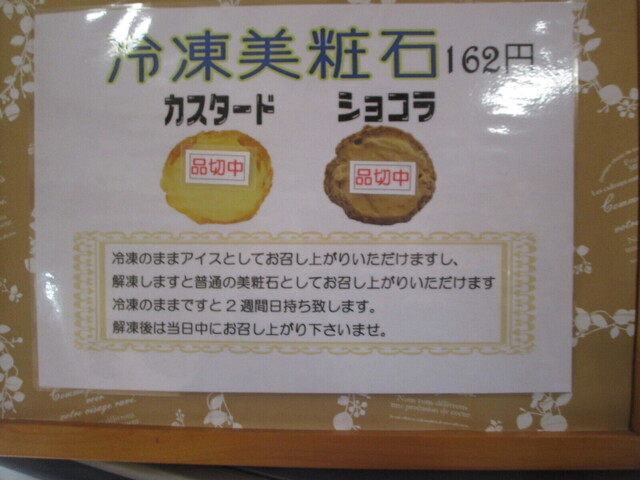 冷凍美粧石 162円
カスタード ショコラ
品切中 品切中
冷凍のままアイスとしてお召し上がりいただけますし、
解凍しますと普通の美粧石としてお召し上がりいただけます
冷凍のままですと2週間日持ち致します。
解凍後は当日中にお召し上がり下さいませ。